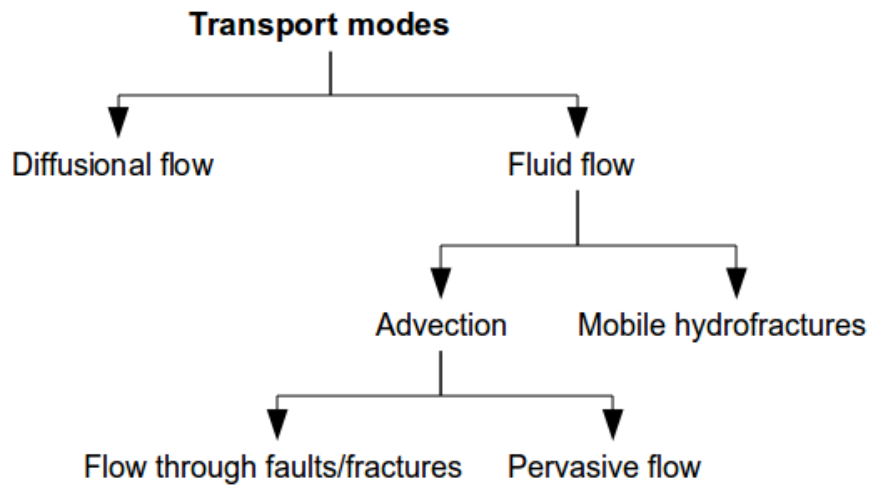 Transport modes
Diffusional flow
Fluid flow
Advection
Mobile hydrofractures
Flow through faults/fractures
Pervasive flow